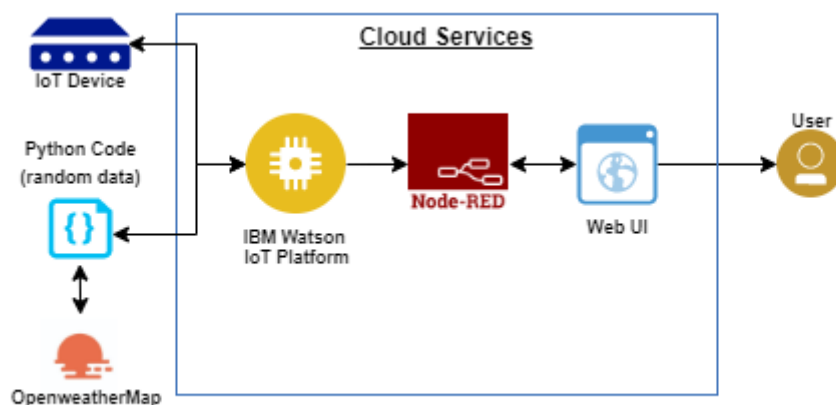 Cloud Services
IoT Device
Python Code
(random data)
{}
OpenweatherMap
IBM Watson
IoT Platform
Node-RED
Web UI
User